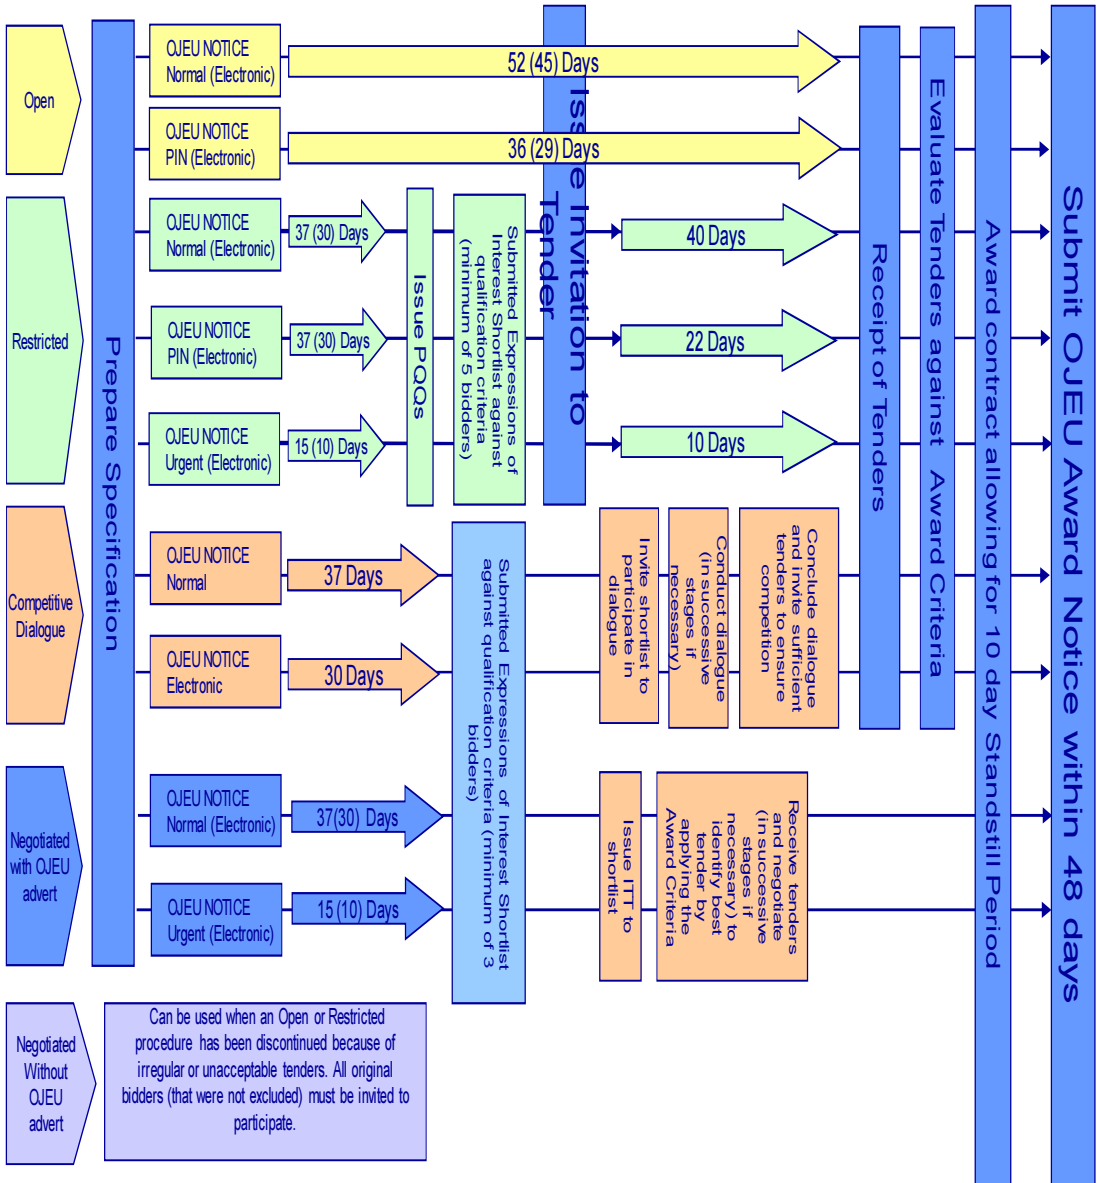 Open
Restricted
Competitive
Dialogue
Negotiated
with OJEU
advert
Negotiated
Without
OJEU
advert
Prepare Specification
OJEU NOTICE
Normal (Electronic)
52 (45) Days
OJEU NOTICE
PIN (Electronic)
36 (29) Days
OJEU NOTICE
Normal (Electronic)
37 (30) Days
40 Days
OJEU NOTICE
PIN (Electronic)
37 (30) Days
22 Days
OJEU NOTICE
Urgent (Electronic)
15 (10) Days
10 Days
Issue PQQs
Submitted Expressions of
Interest Shortlist against
qualification criteria
(minimum of 5 bidders)
Issue Invitation to
Tender
OJEU NOTICE
Normal
37 Days
OJEU NOTICE
Electronic
30 Days
OJEU NOTICE
Normal (Electronic)
37(30) Days
OJEU NOTICE
Urgent (Electronic)
15 (10) Days
Submitted Expressions of Interest Shortlist
against qualification criteria (minimum of 3
bidders)
Invite shortlist to
participate in
dialogue
Conduct dialogue
(in successive
stages if
necessary)
Conclude dialogue
and invite sufficient
tenders to ensure
competition
Issue ITT to
shortlist
Receive tenders
and negotiate
(in successive
stages if
necessary) to
identify best
tender by
applying the
Award Criteria
Receipt of Tenders
Evaluate Tenders against Award Criteria
Award contract allowing for 10 day Standstill Period
Submit OJEU Award Notice within 48 days
Can be used when an Open or Restricted
procedure has been discontinued because of
irregular or unacceptable tenders. All original
bidders (that were not excluded) must be invited to
participate.